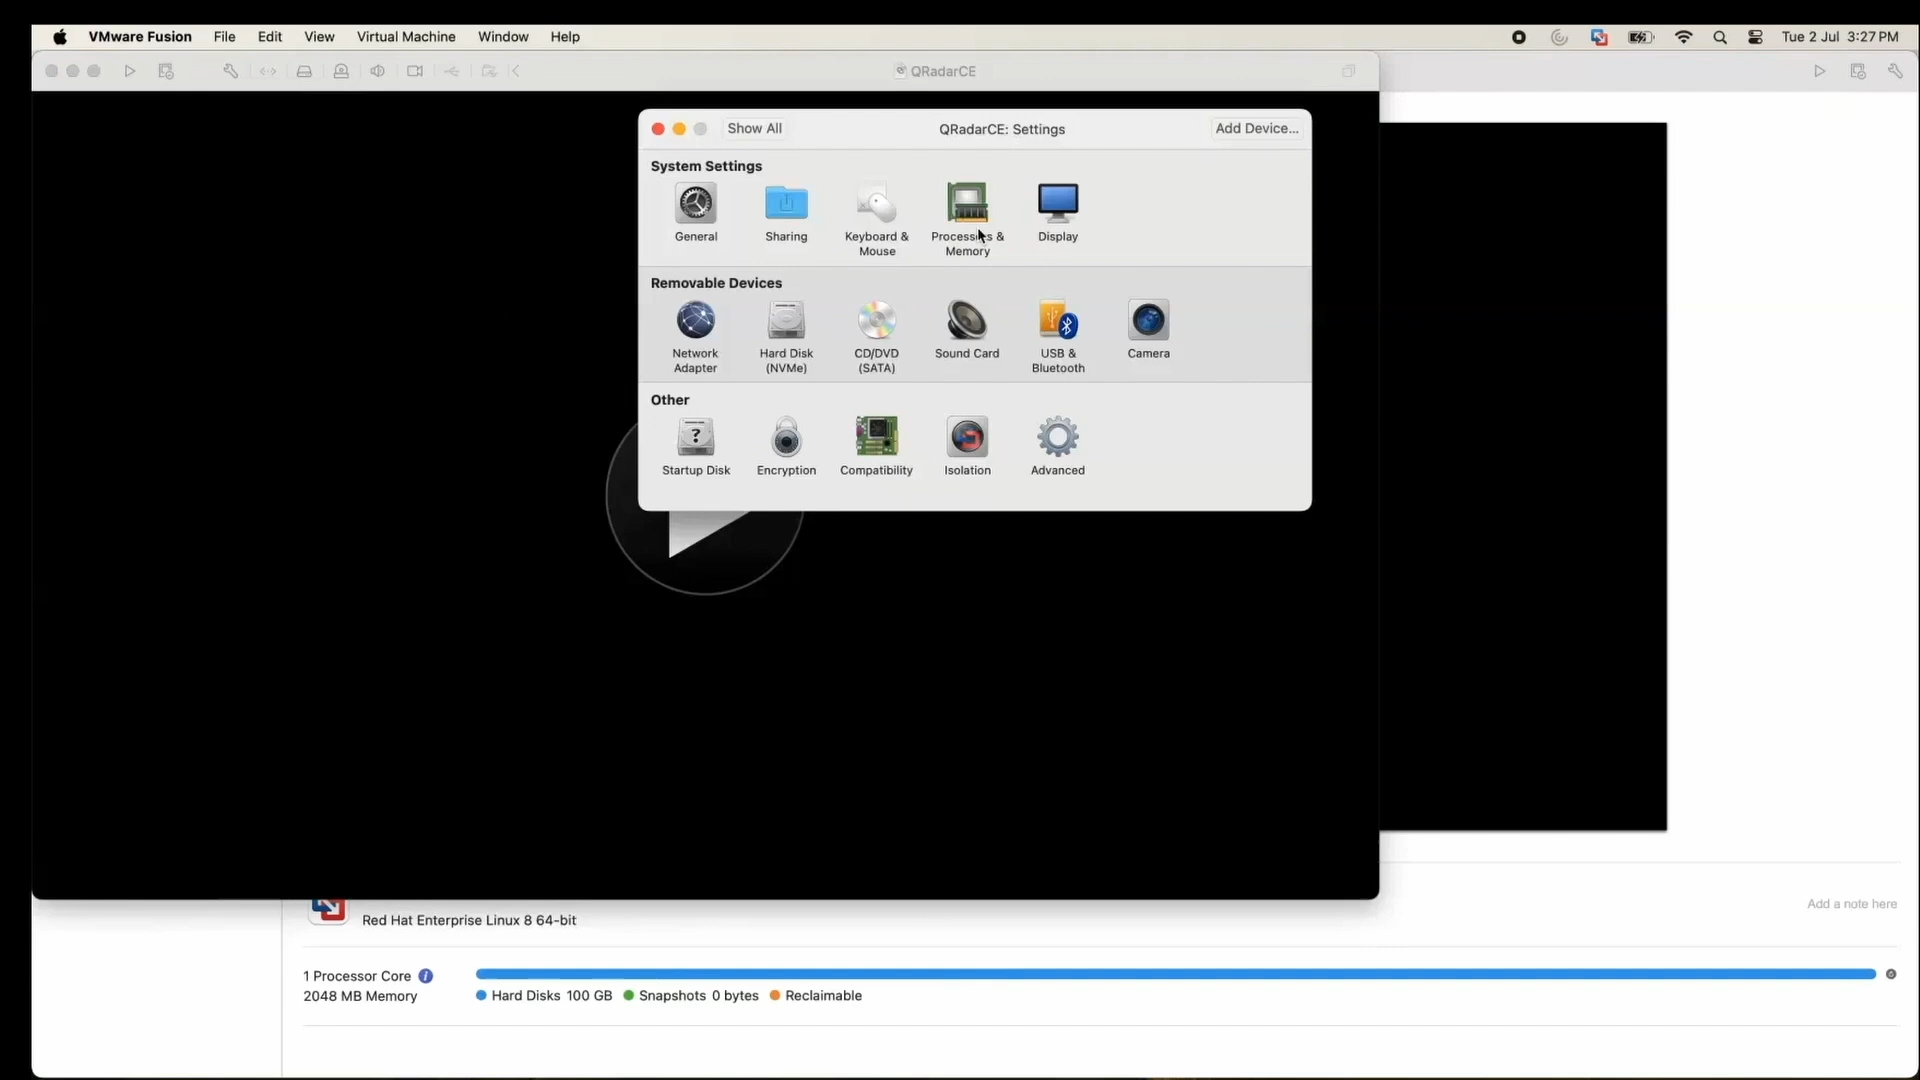 VMware Fusion File Edit View Virtual Machine Window Help Tue 2 Jul 3:27 PM
QRadarCE
Show All QRadarCE: Settings Add Device...
System Settings
General Sharing Keyboard & Mouse Processors & Memory Display
Removable Devices
Network Adapter Hard Disk (NVMe) CD/DVD (SATA) Sound Card USB & Bluetooth Camera
Other
? Startup Disk Encryption Compatibility Isolation Advanced
Add a note here
Red Hat Enterprise Linux 8 64-bit
1 Processor Core
2048 MB Memory Hard Disks 100 GB Snapshots 0 bytes Reclaimable